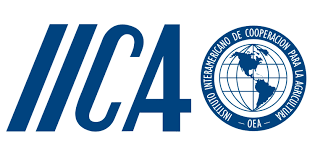 IICA
INSTITUTO INTERAMERICANO DE COOPERACION PARA LA AGRICULTURA
- OEA -